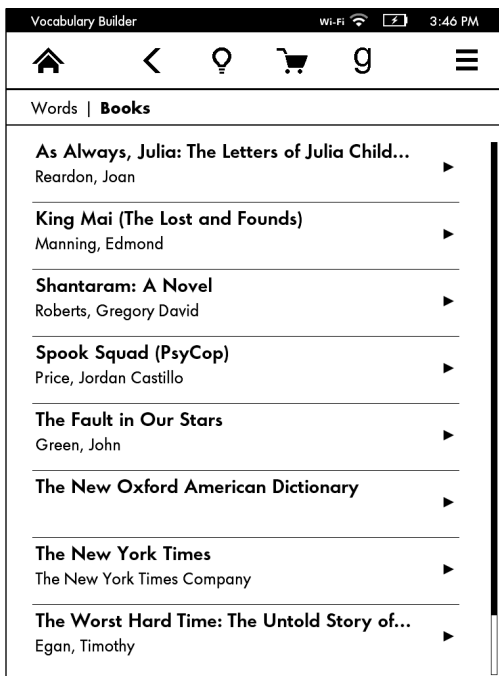 Vocabulary Builder Wi-Fi 3:46 PM
g
Words | Books
As Always, Julia: The Letters of Julia Child...
Reardon, Joan
King Mai (The Lost and Founds)
Manning, Edmond
Shantaram: A Novel
Roberts, Gregory David
Spook Squad (PsyCop)
Price, Jordan Castillo
The Fault in Our Stars
Green, John
The New Oxford American Dictionary
The New York Times
The New York Times Company
The Worst Hard Time: The Untold Story of...
Egan, Timothy